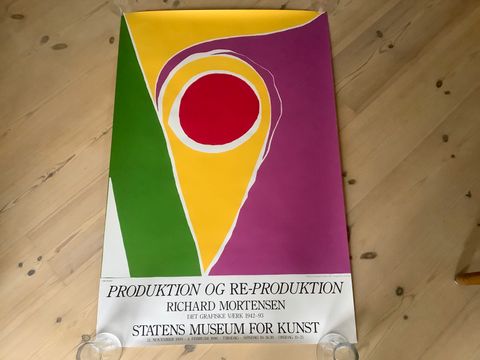 PRODUKTION OG RE-PRODUKTION
RICHARD MORTENSEN
DET GRAFISKE VÆRK 1942-93
STATENS MUSEUM FOR KUNST